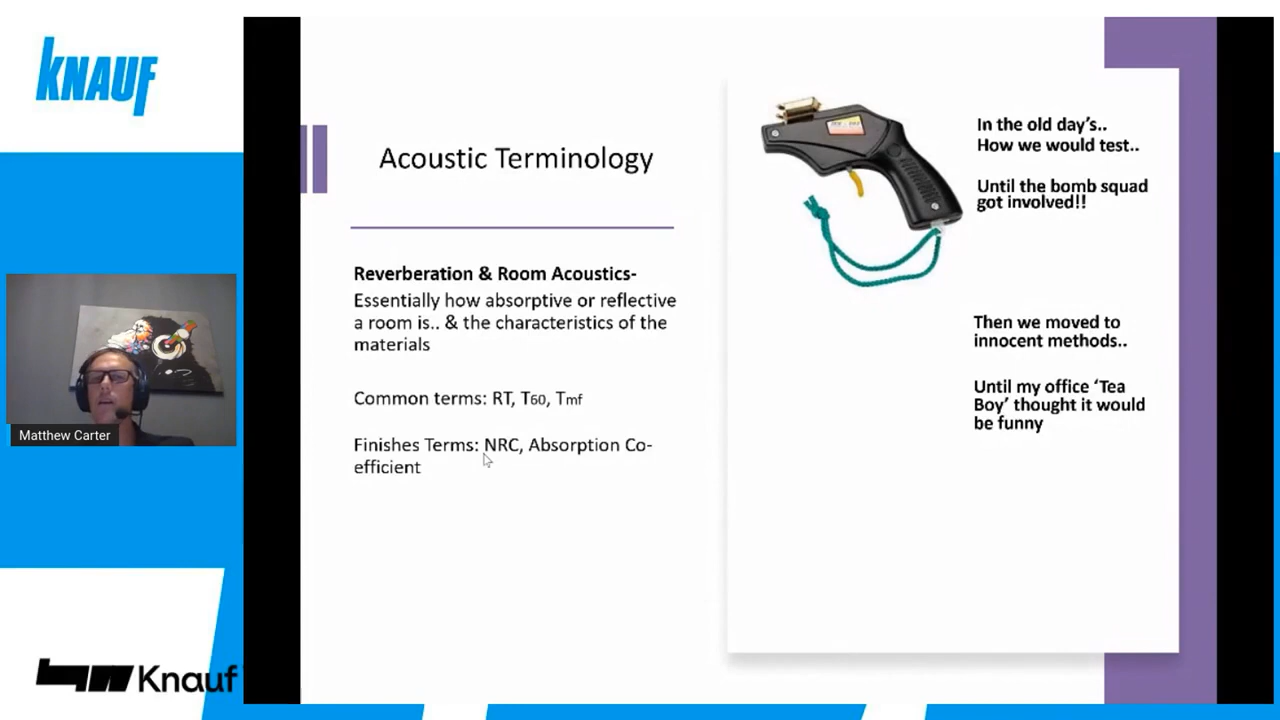 KNAUF
Acoustic Terminology
Reverberation & Room Acoustics-
Essentially how absorptive or reflective
a room is.. & the characteristics of the
materials
Common terms: RT, T60, Tmf
Finishes Terms: NRC, Absorption Co-
efficient
In the old day's..
How we would test..
Until the bomb squad
got involved!!
Then we moved to
innocent methods..
Until my office 'Tea
Boy' thought it would
be funny
Matthew Carter
Knauf